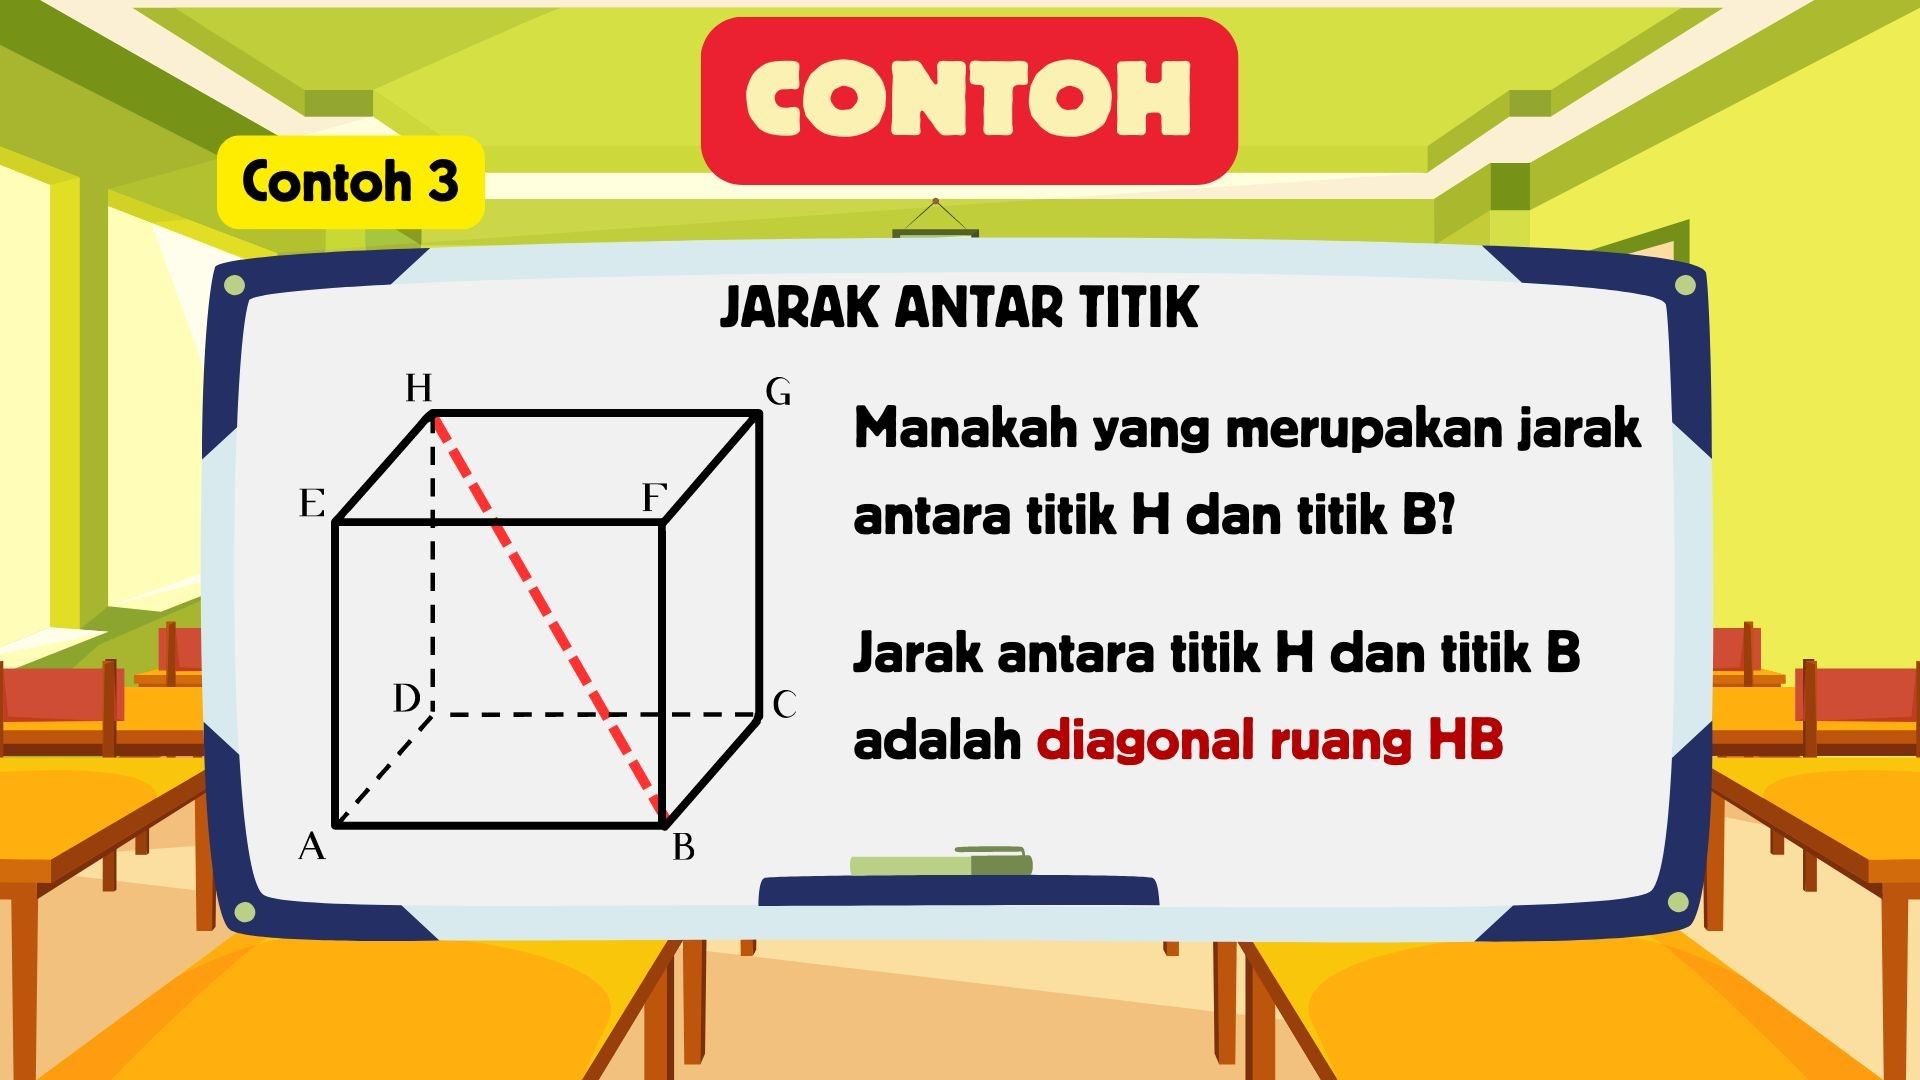 CONTOH
Contoh 3
JARAK ANTAR TITIK
H
G
E
F
D
C
A
B
Manakah yang merupakan jarak
antara titik H dan titik B?
Jarak antara titik H dan titik B
adalah diagonal ruang HB